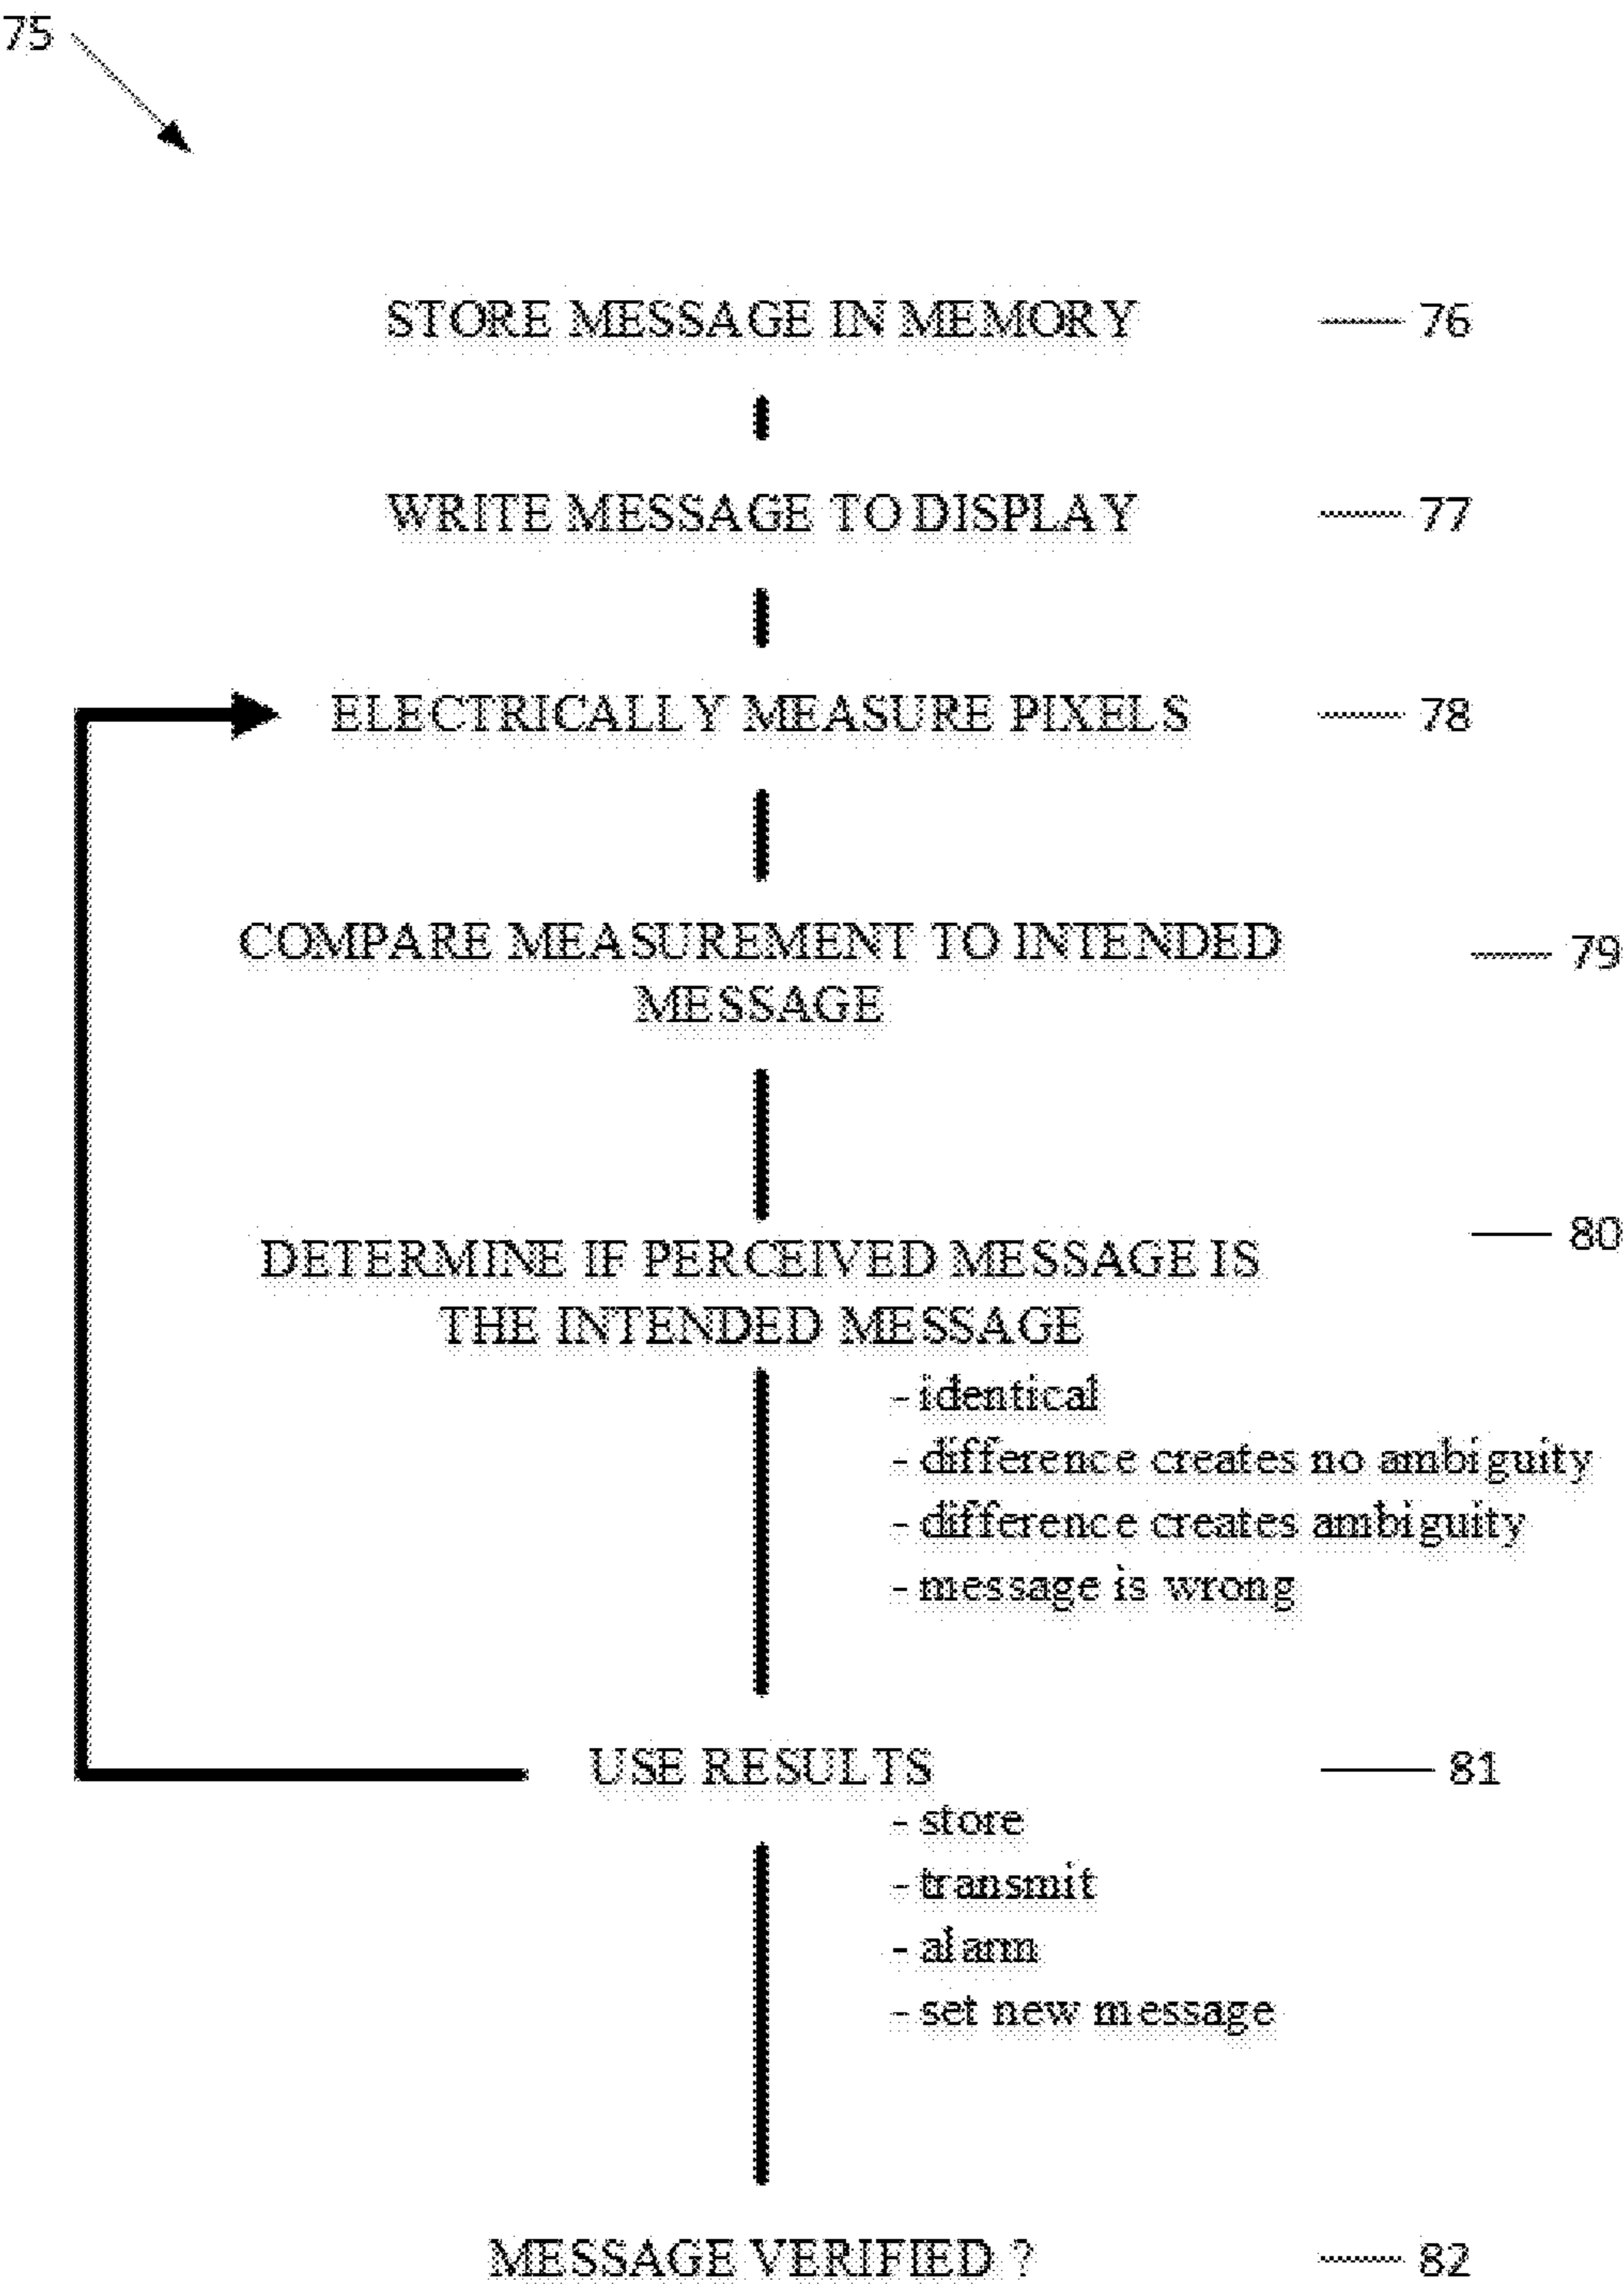 75
STORE MESSAGE IN MEMORY 76
WRITE MESSAGE TO DISPLAY 77
ELECTRICALLY MEASURE PIXELS 78
COMPARE MEASUREMENT TO INTENDED 79
MESSAGE
DETERMINE IF PERCEIVED MESSAGE IS 80
THE INTENDED MESSAGE
- identical
- difference creates no ambiguity
- difference creates ambiguity
- message is wrong
USE RESULTS 81
- store
- transmit
- alarm
- set new message
MESSAGE VERIFIED ? 82